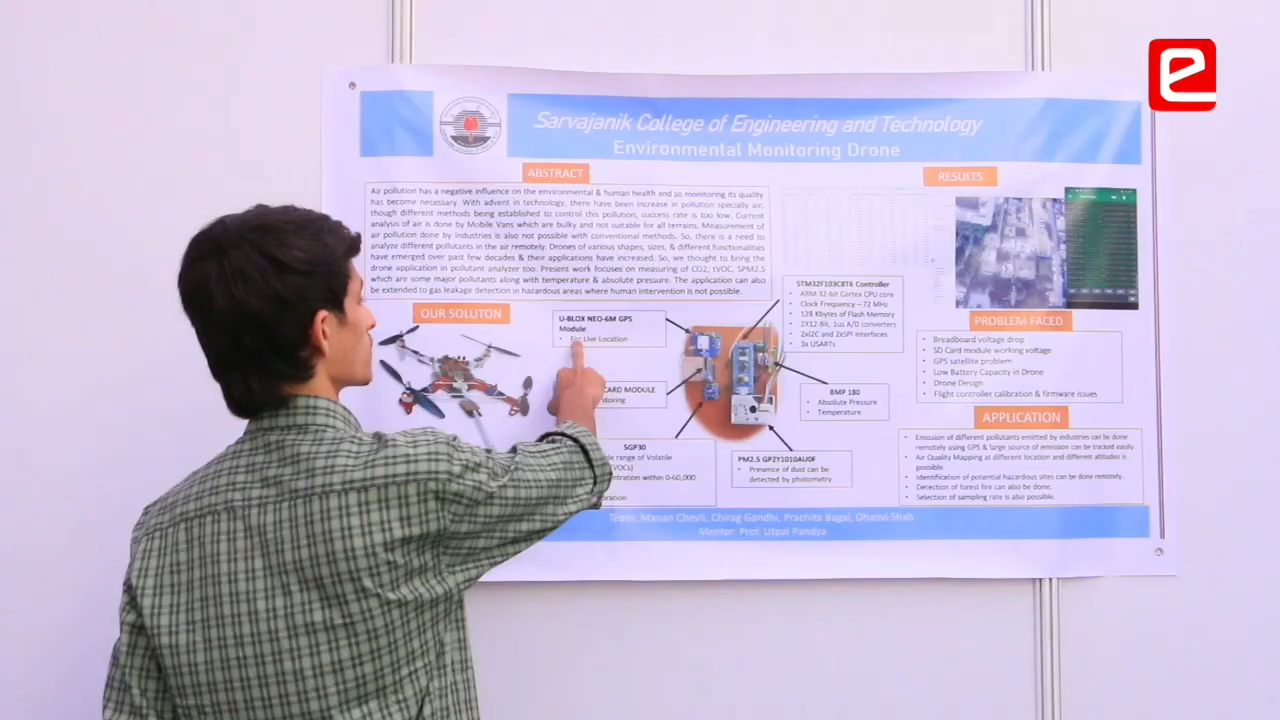 e
Sarvajanik College of Engineering and Technology
Environmental Monitoring Drone
ABSTRACT
Air pollution has a negative influence on the environmental & human health and so monitoring its quality
has become necessary. With advent in technology, there have been increase in pollution specially air,
though different methods being established to control this pollution, success rate is too low. Current
analysis of air is done by Mobile Vans which are bulky and not suitable for all terrains. Measurement of
air pollution done by industries is also not possible with conventional methods. So, there is a need to
analyze different pollutants in the air remotely. Drones of various shapes, sizes, & different functionalities
have emerged over past few decades & their applications have increased. So, we thought to bring the
drone application in pollutant analyzer too. Present work focuses on measuring of CO2, tVOC, SPM2.5
which are some major pollutants along with temperature & absolute pressure. The application can also
be extended to gas leakage detection in hazardous areas where human intervention is not possible.
OUR SOLUTON
U-BLOX NEO-6M GPS
Module
• For Live Location
CARD MODULE
storing
SGP30
range of Volatile
VOCs)
within 0-60,000
STM32F103C8T6 Controller
• ARM 32-bit Cortex CPU core
• Clock Frequency – 72 MHz
• 128 Kbytes of Flash Memory
• 2X12-Bit, 1us A/D converters
• 2xI2C and 2xSPI interfaces
• 3x USARTs
BMP 180
• Absolute Pressure
• Temperature
PM2.5 GP2Y1010AU0F
• Presence of dust can be
detected by photometry
RESULTS
PROBLEM FACED
• Breadboard voltage drop
• SD Card module working voltage
• GPS satellite problem
• Low Battery Capacity in Drone
• Drone Design
• Flight controller calibration & firmware issues
APPLICATION
• Emission of different pollutants emitted by industries can be done
remotely using GPS & large source of emission can be tracked easily.
• Air Quality Mapping at different location and different altitudes is
possible.
• Identification of potential hazardous sites can be done remotely.
• Detection of forest fire can also be done.
• Selection of sampling rate is also possible.
Team: Manan Chevli, Chirag Gandhi, Prachita Bagal, Dhanvi Shah
Mentor: Prof. Utpal Pandya